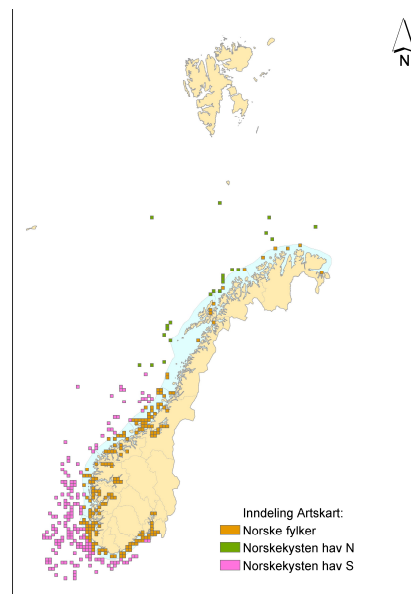 N
Inndeling Artskart:
Norske fylker
Norskekysten hav N
Norskekysten hav S